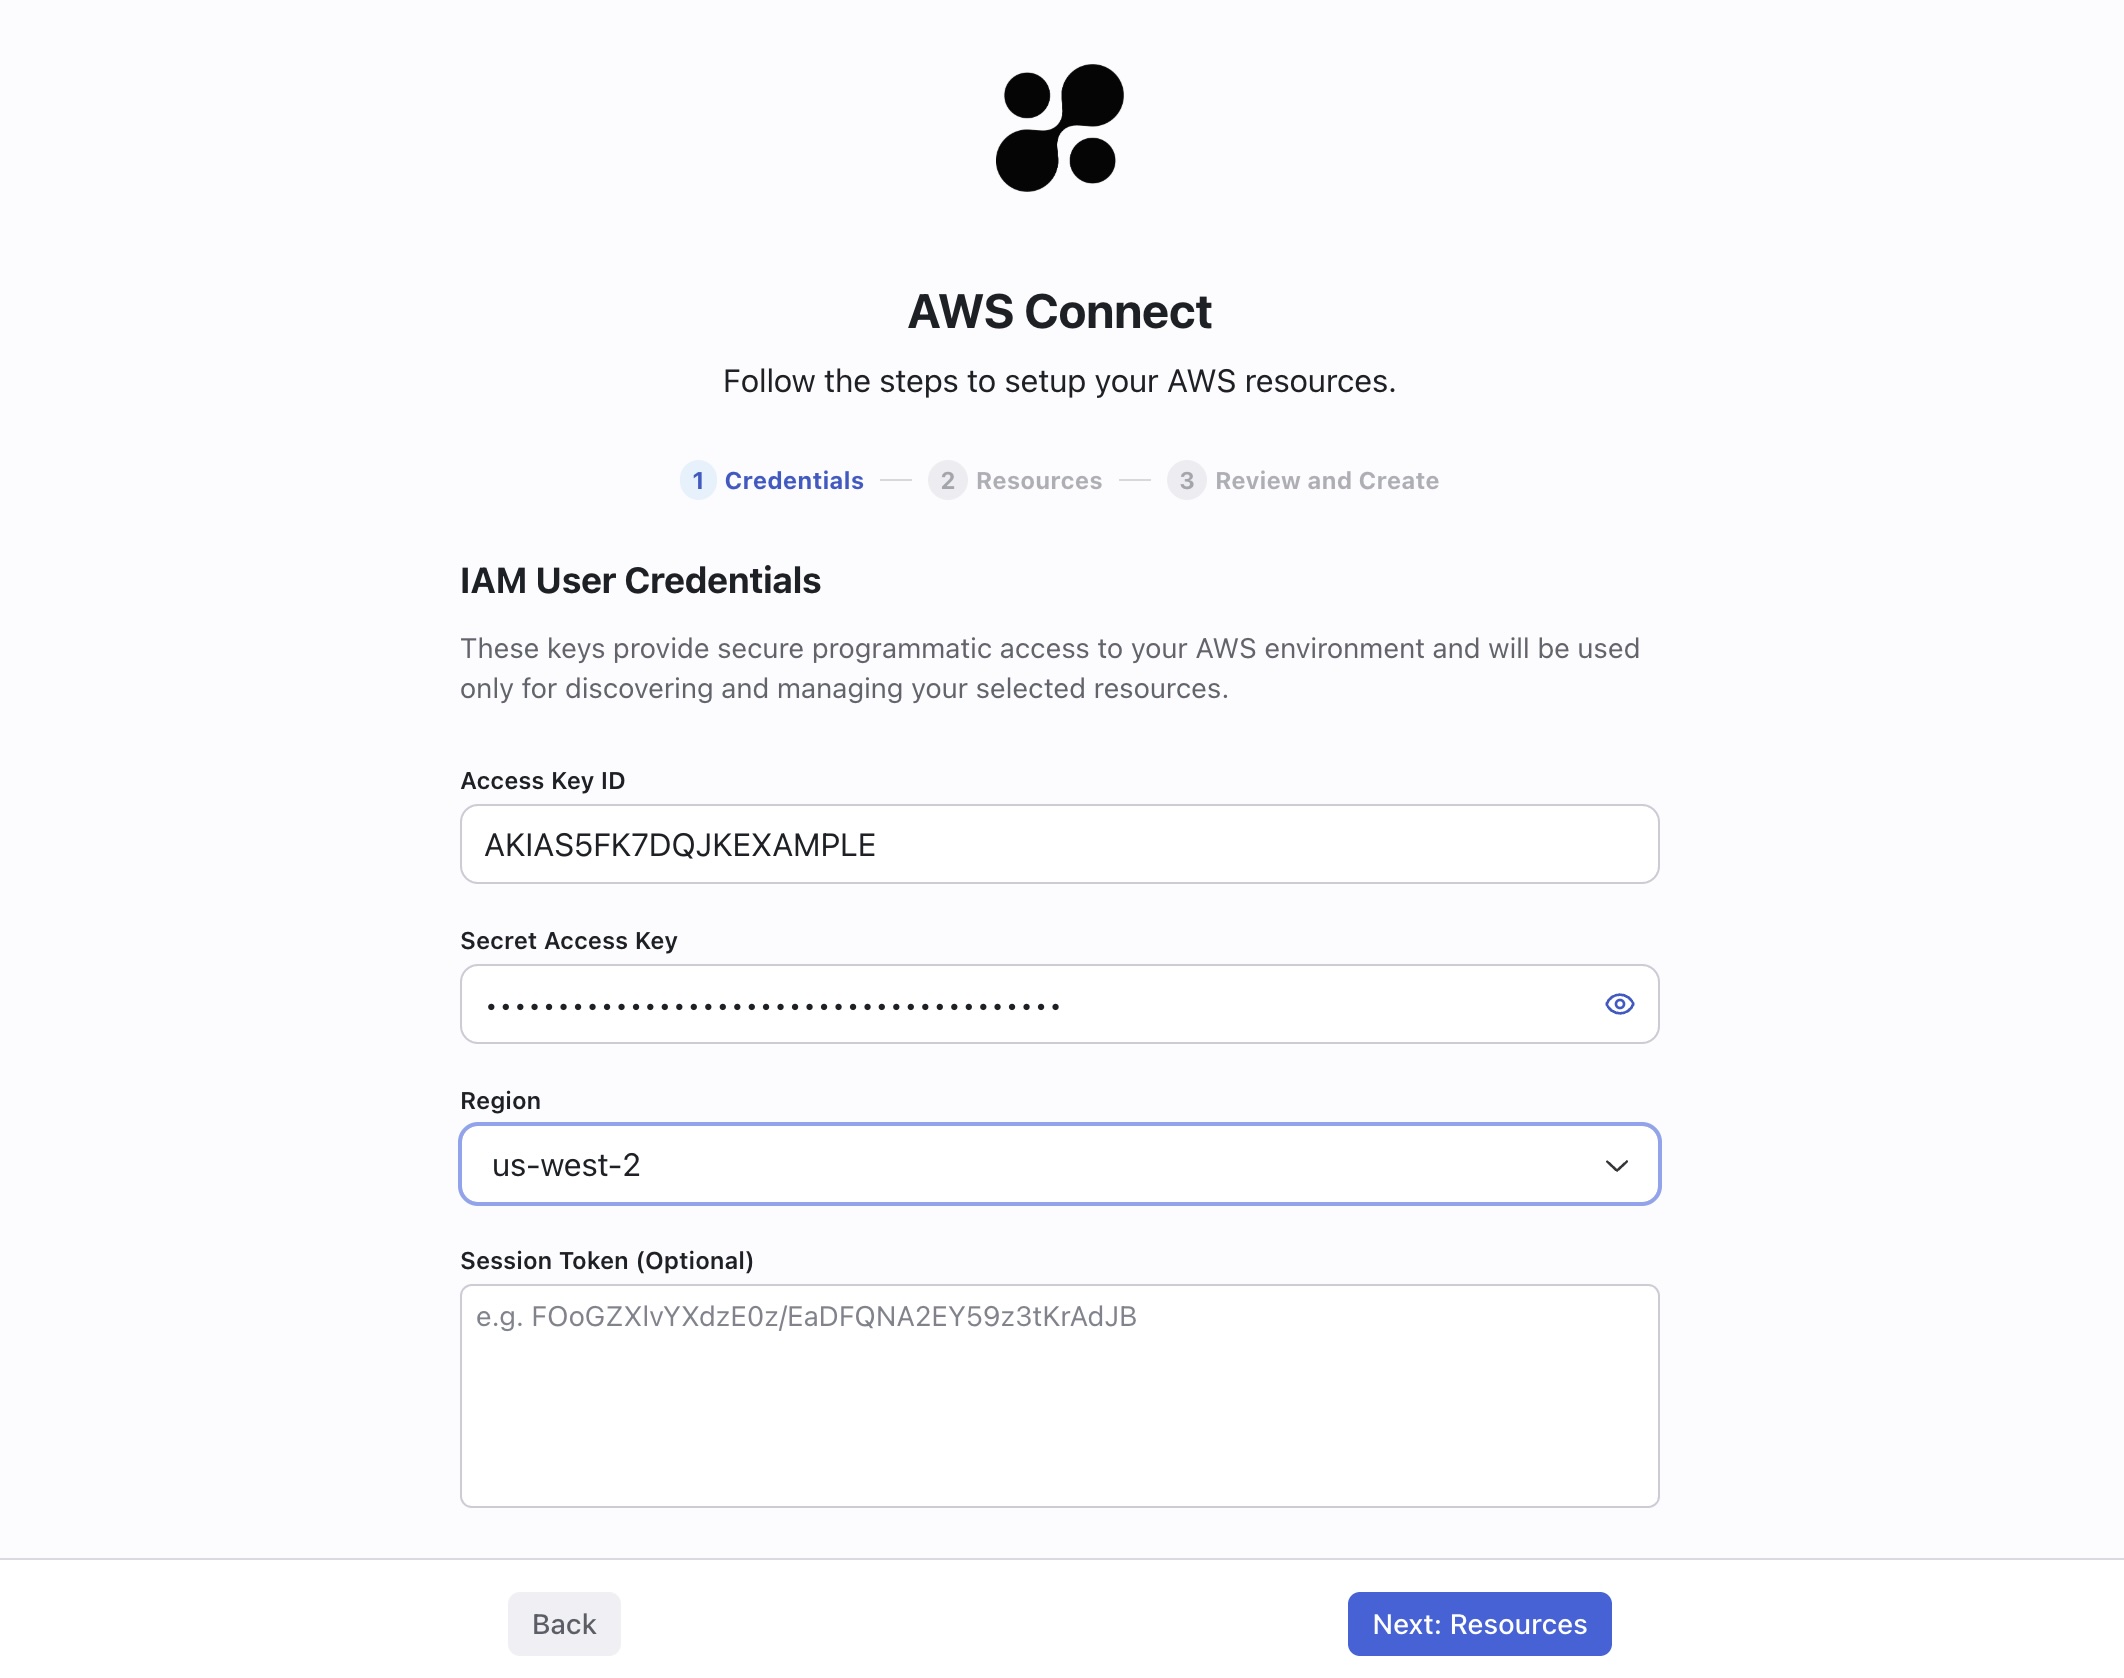 AWS Connect
Follow the steps to setup your AWS resources.
1 Credentials 2 Resources 3 Review and Create
IAM User Credentials
These keys provide secure programmatic access to your AWS environment and will be used
only for discovering and managing your selected resources.
Access Key ID
AKIAS5FK7DQJKEXAMPLE
Secret Access Key
••••••••••••••••••••••••••••••••••••••••
Region
us-west-2
Session Token (Optional)
e.g. FOoGZXlvYXdzE0z/EaDFQNA2EY59z3tKrAdJB
Back
Next: Resources